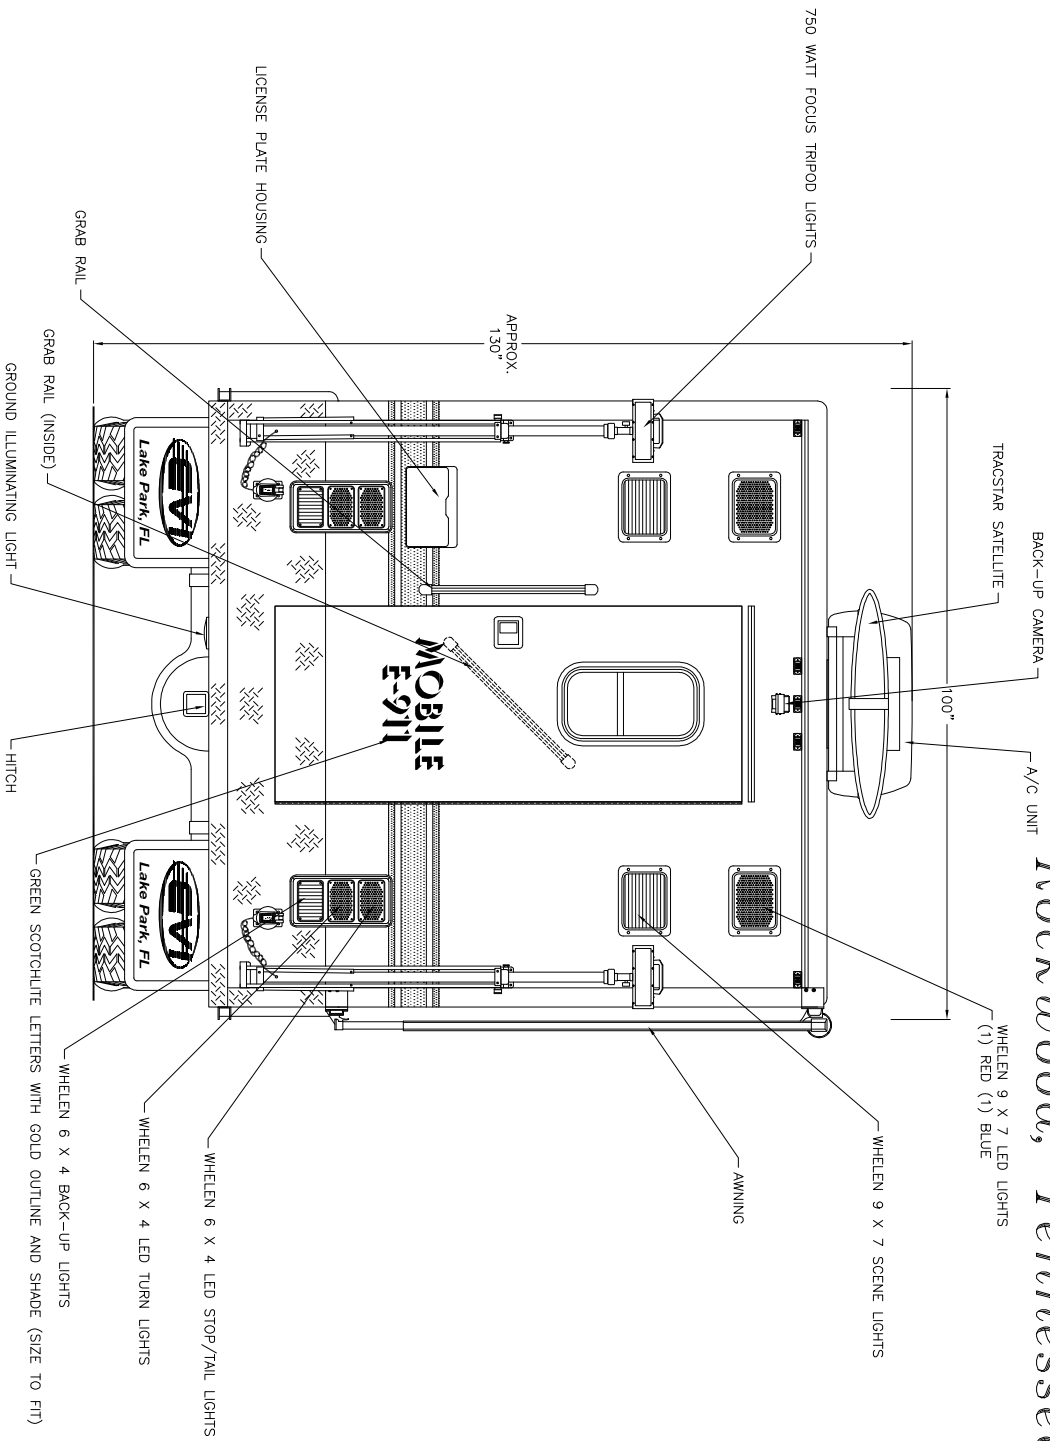 Rockwood, Tennessee
A/C UNIT
BACK-UP CAMERA
TRACSTAR SATELLITE
100"
WHELEN 9 X 7 LED LIGHTS
(1) RED (1) BLUE
750 WATT FOCUS TRIPOD LIGHTS
WHELEN 9 X 7 SCENE LIGHTS
AWNING
APPROX.
130"
LICENSE PLATE HOUSING
MOBILE
E-911
GRAB RAIL
GRAB RAIL (INSIDE)
GROUND ILLUMINATING LIGHT
EVI
Lake Park, FL
EVI
Lake Park, FL
HITCH
WHELEN 6 X 4 LED STOP/TAIL LIGHTS
WHELEN 6 X 4 LED TURN LIGHTS
WHELEN 6 X 4 BACK-UP LIGHTS
GREEN SCOTCHLITE LETTERS WITH GOLD OUTLINE AND SHADE (SIZE TO FIT)